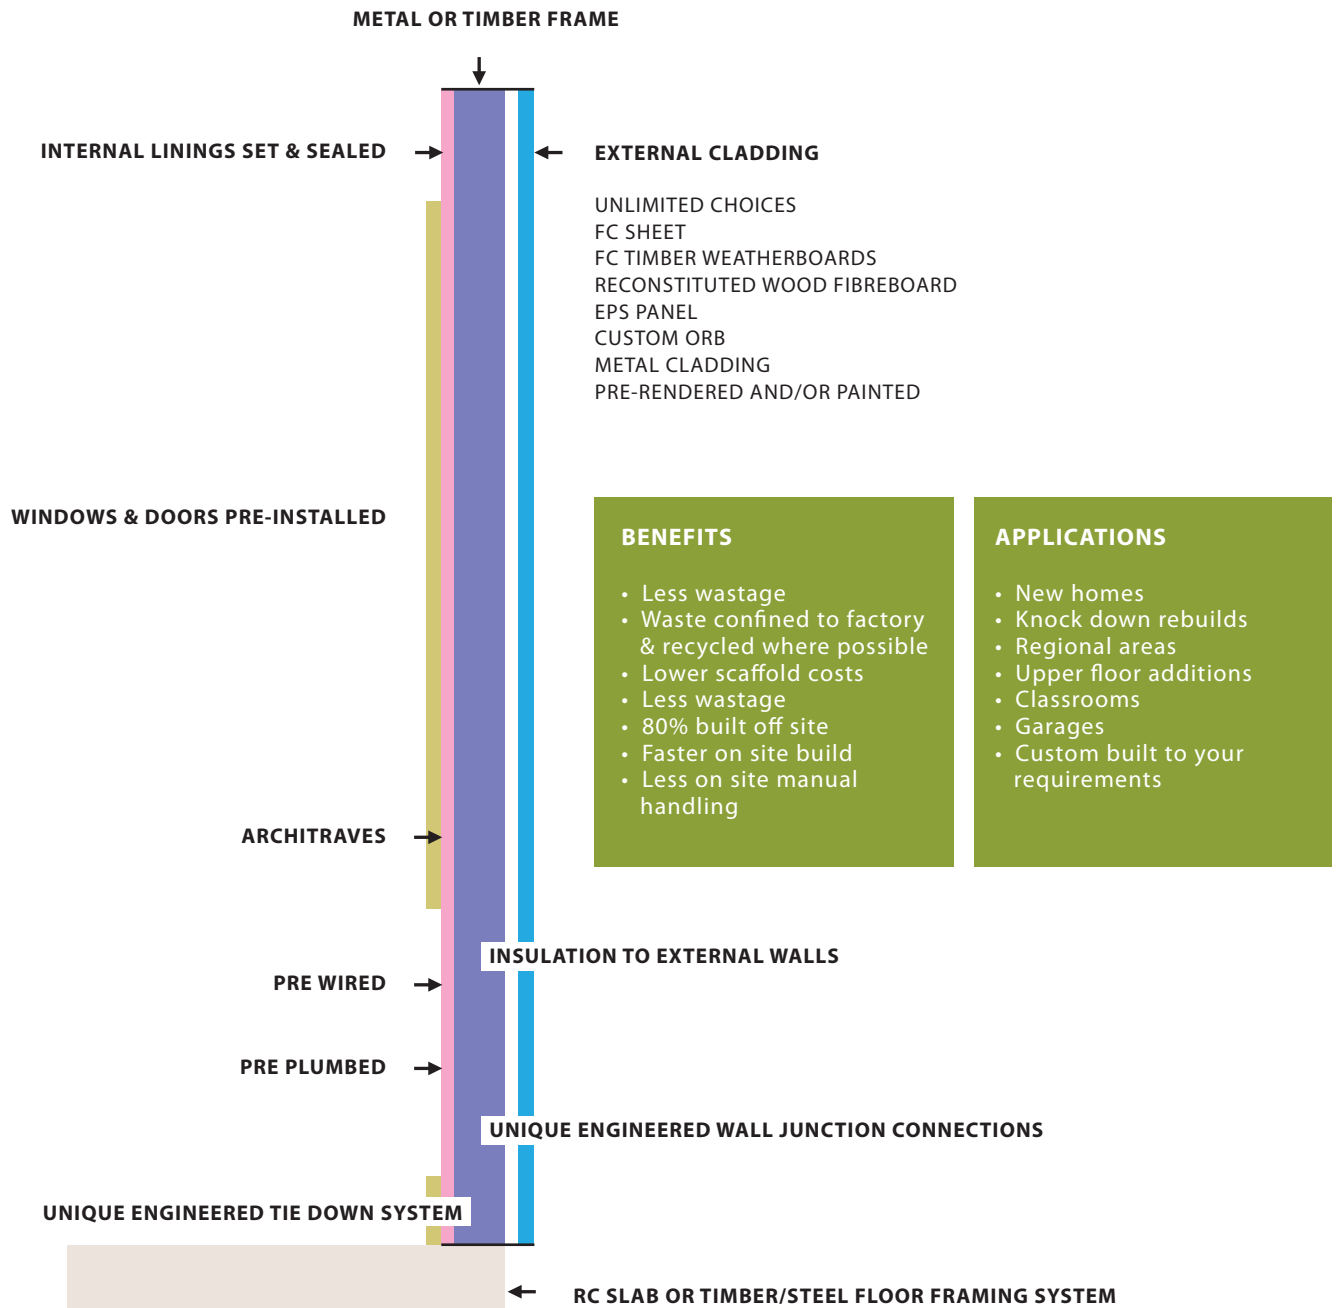 METAL OR TIMBER FRAME
INTERNAL LININGS SET & SEALED
EXTERNAL CLADDING
UNLIMITED CHOICES
FC SHEET
FC TIMBER WEATHERBOARDS
RECONSTITUTED WOOD FIBREBOARD
EPS PANEL
CUSTOM ORB
METAL CLADDING
PRE-RENDERED AND/OR PAINTED
WINDOWS & DOORS PRE-INSTALLED
BENEFITS
• Less wastage
• Waste confined to factory
& recycled where possible
• Lower scaffold costs
• Less wastage
• 80% built off site
• Faster on site build
• Less on site manual
handling
APPLICATIONS
• New homes
• Knock down rebuilds
• Regional areas
• Upper floor additions
• Classrooms
• Garages
• Custom built to your
requirements
ARCHITRAVES
INSULATION TO EXTERNAL WALLS
PRE WIRED
PRE PLUMBED
UNIQUE ENGINEERED WALL JUNCTION CONNECTIONS
UNIQUE ENGINEERED TIE DOWN SYSTEM
RC SLAB OR TIMBER/STEEL FLOOR FRAMING SYSTEM